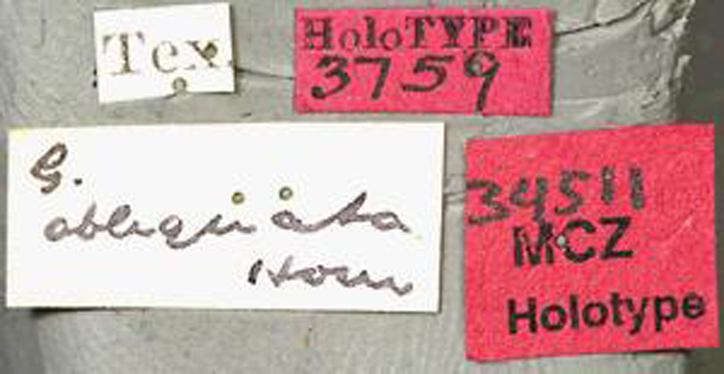 Tex.
HoloTYPE
3759
G.
obliquata
Horn
34511
MCZ
Holotype